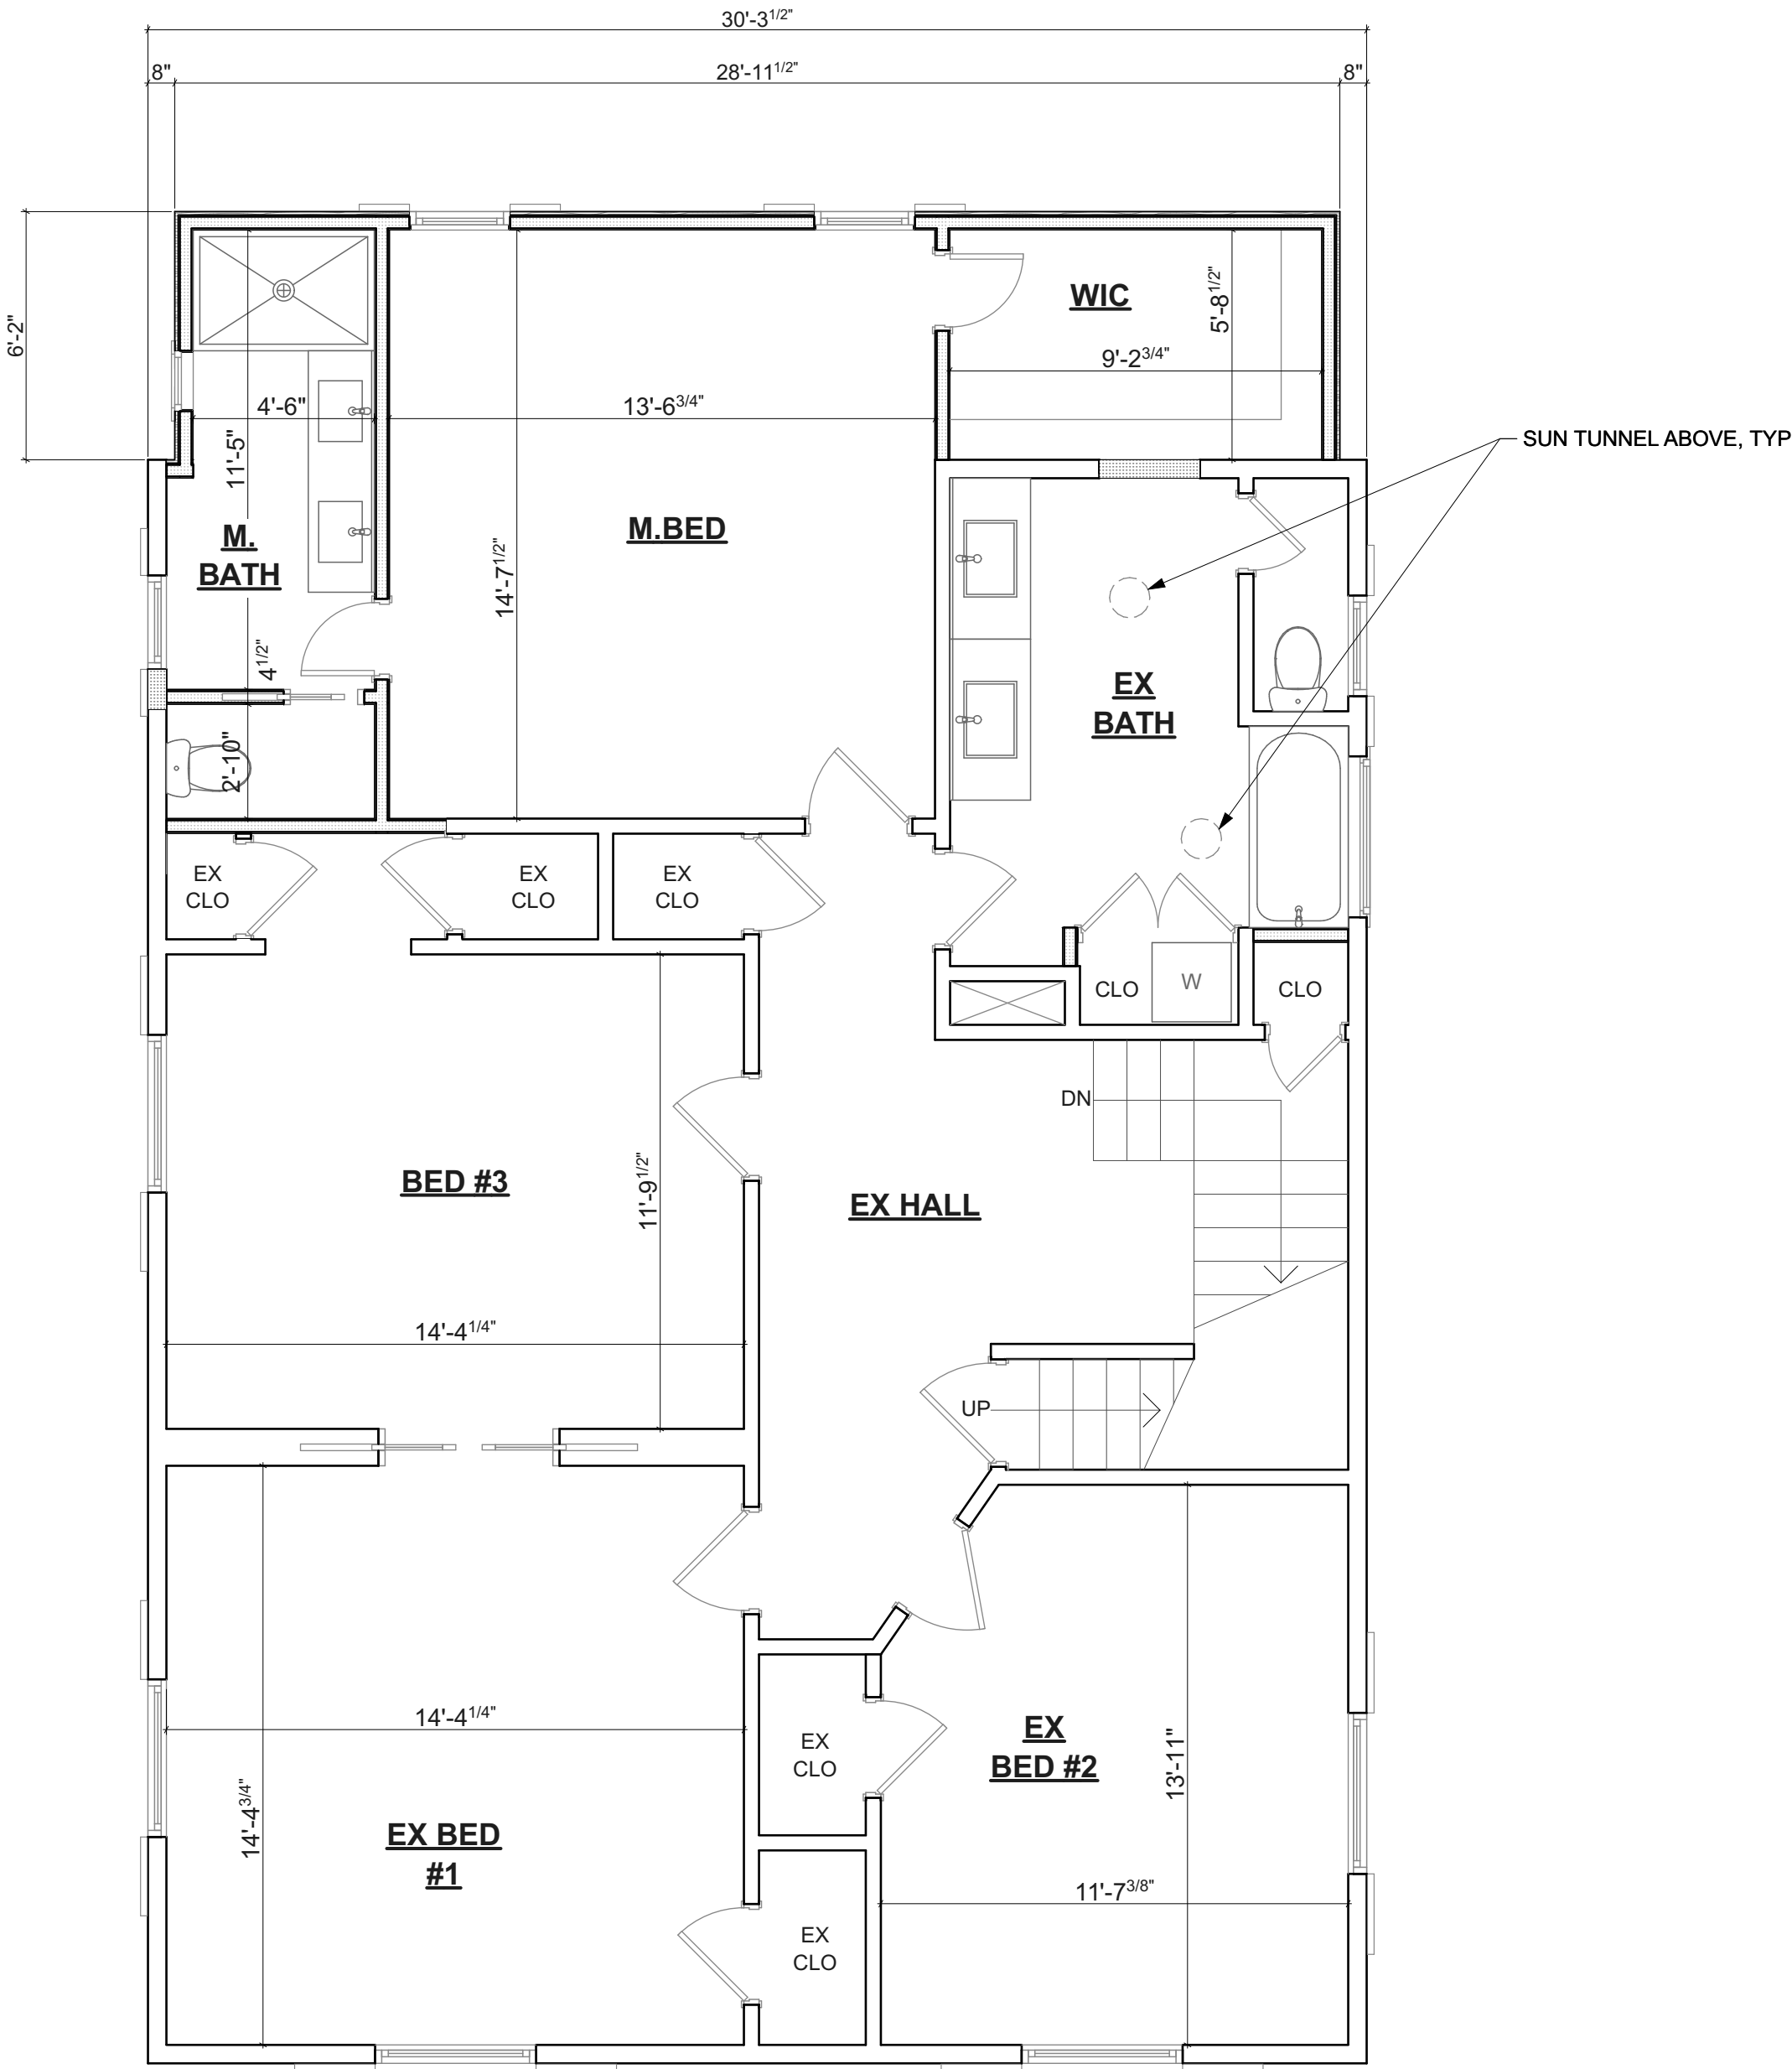 30'-3 1/2"
8"
28'-11 1/2"
8"
6'-2"
WIC
5'-8 1/2"
9'-2 3/4"
4'-6"
13'-6 3/4"
11'-5"
SUN TUNNEL ABOVE, TYP
M.
BATH
M.BED
14'-7 1/2"
4 1/2"
EX
BATH
2'-10"
EX
CLO
EX
CLO
EX
CLO
CLO
W
CLO
DN
BED #3
11'-9 1/2"
EX HALL
14'-4 1/4"
UP
14'-4 1/4"
EX
CLO
EX
BED #2
13'-11"
14'-4 3/4"
EX BED
#1
11'-7 3/8"
EX
CLO